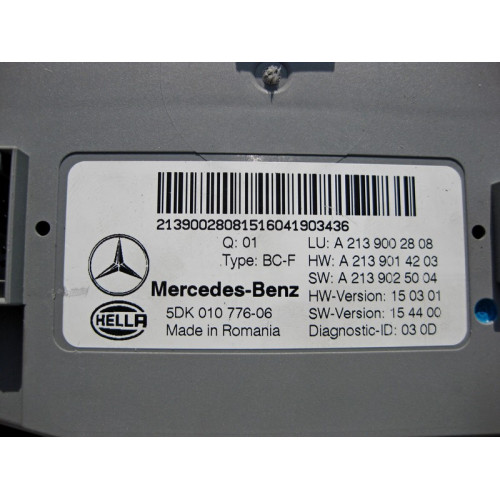 21390028081516041903436
Q: 01 LU: A 213 900 28 08
Type: BC-F HW: A 213 901 42 03
SW: A 213 902 50 04
Mercedes-Benz HW-Version: 15 03 01
HELLA 5DK 010 776-06 SW-Version: 15 44 00
Made in Romania Diagnostic-ID: 03 0D